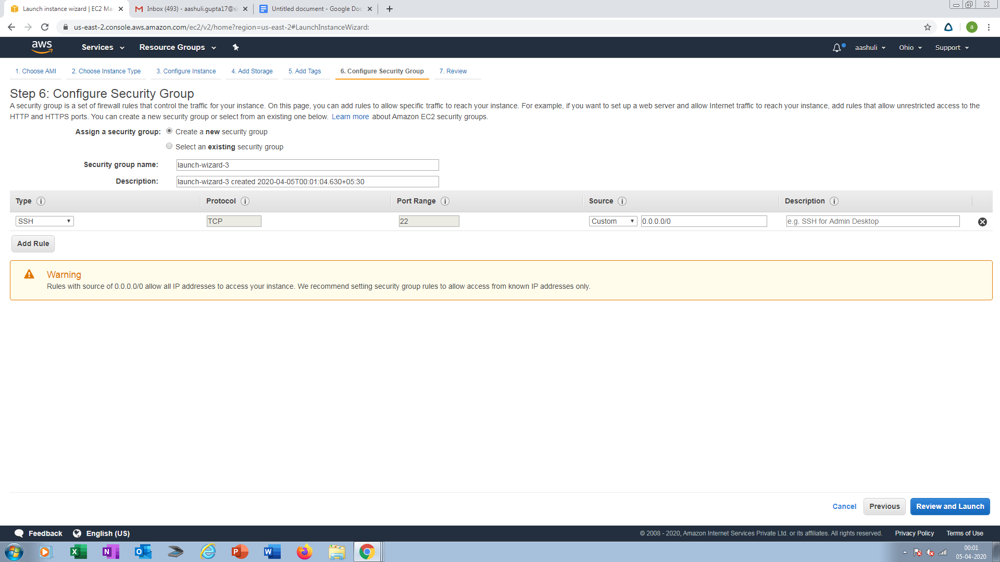 Launch instance wizard | EC2 Ma
Inbox (493) - aashuli.gupta17@si
Untitled document - Google Doc
us-east-2.console.aws.amazon.com/ec2/v2/home?region=us-east-2#LaunchInstanceWizard:
a
aws
Services
Resource Groups
aashuli
Ohio
Support
1. Choose AMI
2. Choose Instance Type
3. Configure Instance
4. Add Storage
5. Add Tags
6. Configure Security Group
7. Review
Step 6: Configure Security Group
A security group is a set of firewall rules that control the traffic for your instance. On this page, you can add rules to allow specific traffic to reach your instance. For example, if you want to set up a web server and allow Internet traffic to reach your instance, add rules that allow unrestricted access to the
HTTP and HTTPS ports. You can create a new security group or select from an existing one below. Learn more about Amazon EC2 security groups.
Assign a security group:
Create a new security group
Select an existing security group
Security group name:
launch-wizard-3
Description:
launch-wizard-3 created 2020-04-05T00:01:04.630+05:30
Type i
Protocol i
Port Range i
Source i
Description i
SSH
TCP
22
Custom
0.0.0.0/0
e.g. SSH for Admin Desktop
Add Rule
Warning
Rules with source of 0.0.0.0/0 allow all IP addresses to access your instance. We recommend setting security group rules to allow access from known IP addresses only.
Cancel
Previous
Review and Launch
Feedback
English (US)
© 2008 - 2020, Amazon Internet Services Private Ltd. or its affiliates. All rights reserved.
Privacy Policy
Terms of Use
00:01
05-04-2020